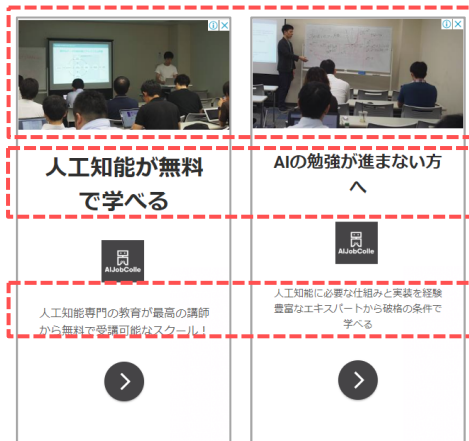 人工知能が無料
で学べる
AIJobColle
人工知能専門の教育が最高の講師
から無料で受講可能なスクール！
AIの勉強が進まない方
へ
AIJobColle
人工知能に必要な仕組みと実装を経験
豊富なエキスパートから破格の条件で
学べる